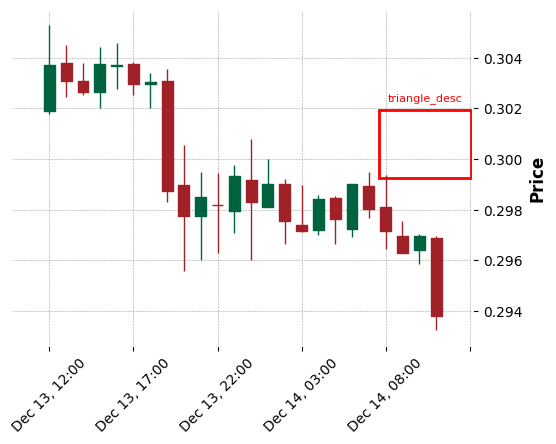 triangle_desc
0.304
0.302
0.300
0.298
0.296
0.294
Price
Dec 13, 12:00
Dec 13, 17:00
Dec 13, 22:00
Dec 14, 03:00
Dec 14, 08:00